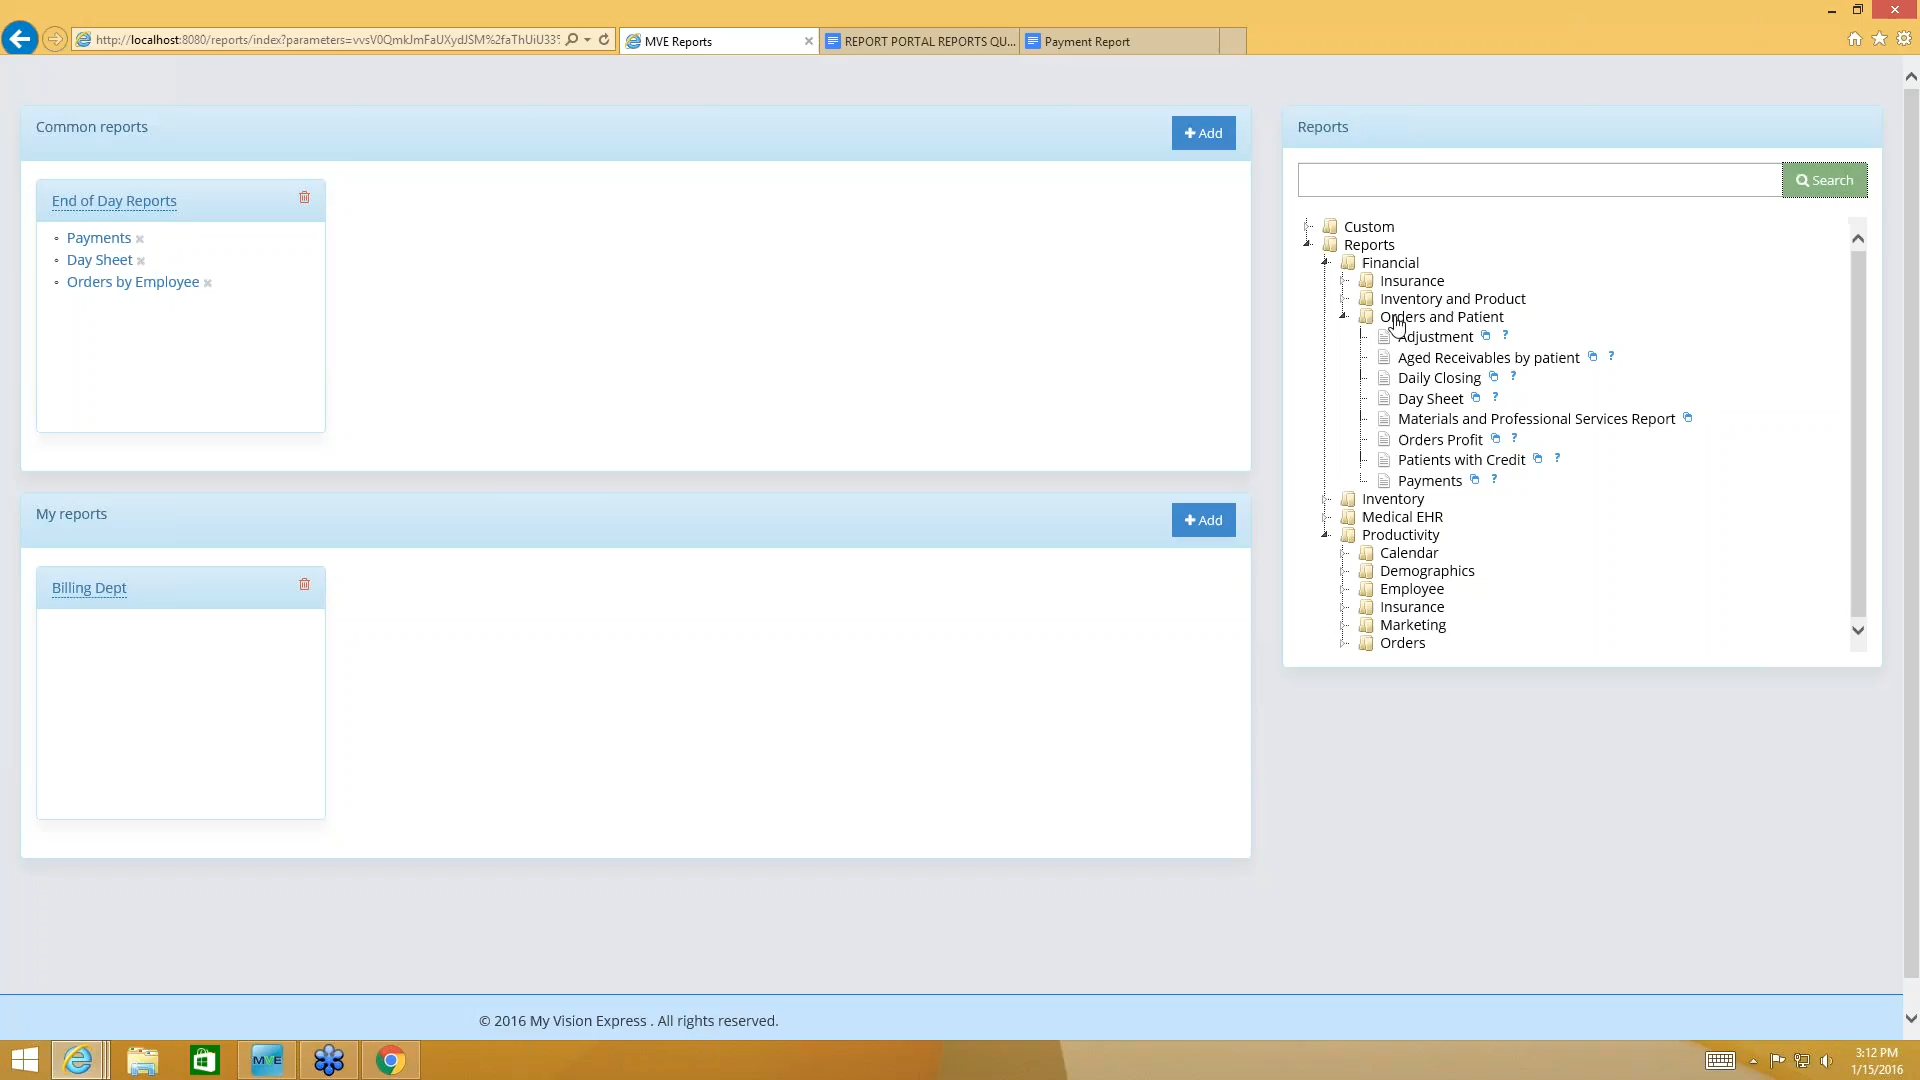 http://localhost:8080/reports/index?parameters=vvsV0QmkJmFaUXydJSM%2faThUiU33
MVE Reports
REPORT PORTAL REPORTS QU...
Payment Report
Common reports
Add
End of Day Reports
Payments
Day Sheet
Orders by Employee
My reports
Add
Billing Dept
Reports
Search
Custom
Reports
Financial
Insurance
Inventory and Product
Orders and Patient
Adjustment ?
Aged Receivables by patient ?
Daily Closing ?
Day Sheet ?
Materials and Professional Services Report
Orders Profit ?
Patients with Credit ?
Payments ?
Inventory
Medical EHR
Productivity
Calendar
Demographics
Employee
Insurance
Marketing
Orders
© 2016 My Vision Express . All rights reserved.
MVE
3:12 PM
1/15/2016